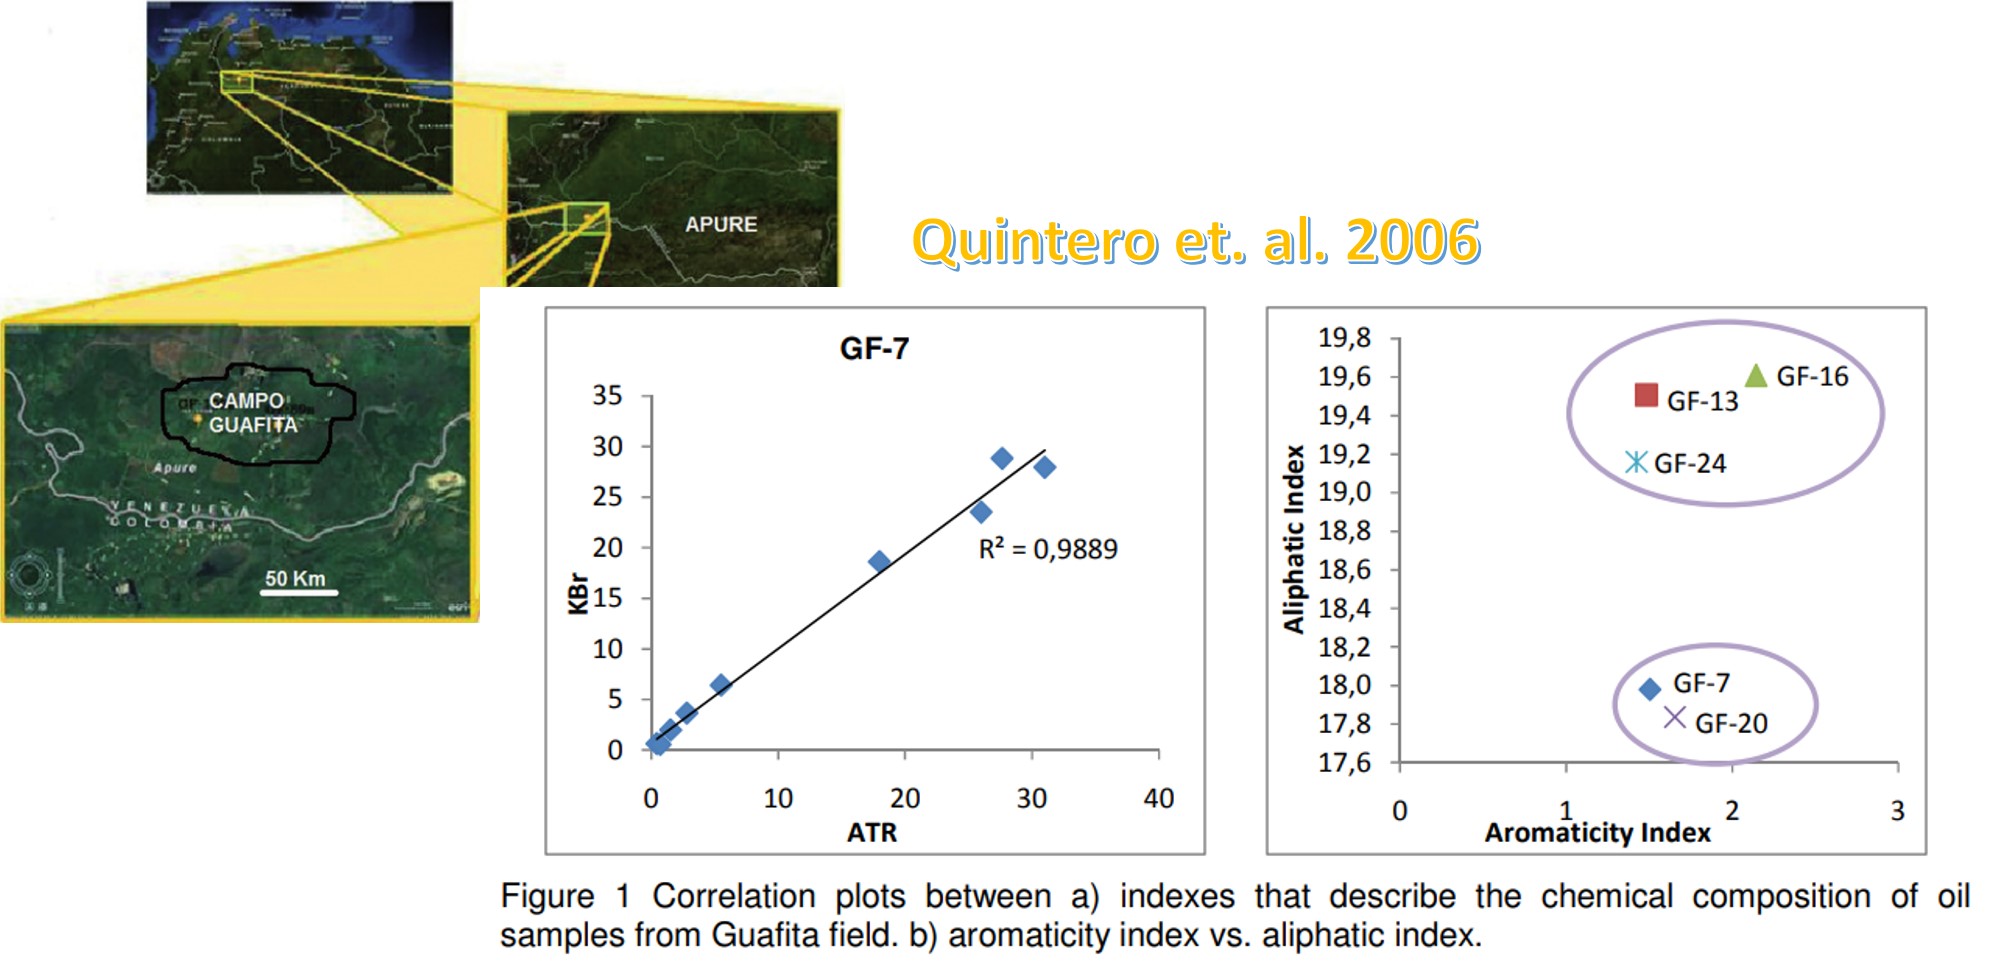 COLOMBIA
APURE
Quintero et. al. 2006
CAMPO
GUAFITA
Apure
VENEZUELA
COLOMBIA
50 Km
GF-7
35
30
25
20
15
10
5
0
KBr
R² = 0,9889
0 10 20 30 40
ATR
19,8
19,6
19,4
19,2
19,0
18,8
18,6
18,4
18,2
18,0
17,8
17,6
Aliphatic Index
GF-16
GF-13
GF-24
GF-7
GF-20
0 1 2 3
Aromaticity Index
Figure 1 Correlation plots between a) indexes that describe the chemical composition of oil
samples from Guafita field. b) aromaticity index vs. aliphatic index.